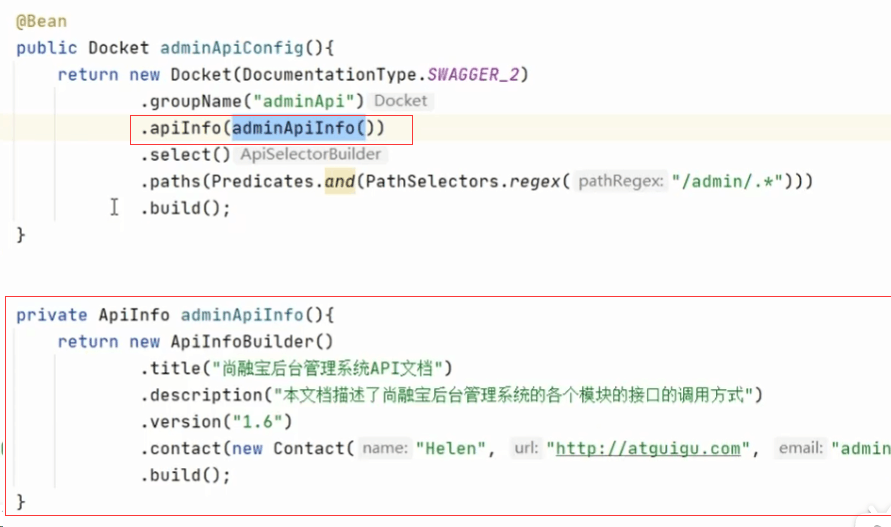 @Bean
public Docket adminApiConfig(){
return new Docket(DocumentationType.SWAGGER_2)
.groupName("adminApi") Docket
.apiInfo(adminApiInfo())
.select() ApiSelectorBuilder
.paths(Predicates.and(PathSelectors.regex( pathRegex: "/admin/.*")))
.build();
}
private ApiInfo adminApiInfo(){
return new ApiInfoBuilder()
.title("尚融宝后台管理系统API文档")
.description("本文档描述了尚融宝后台管理系统的各个模块的接口的调用方式")
.version("1.6")
.contact(new Contact( name: "Helen", url: "http://atguigu.com", email: "admin
.build();
}